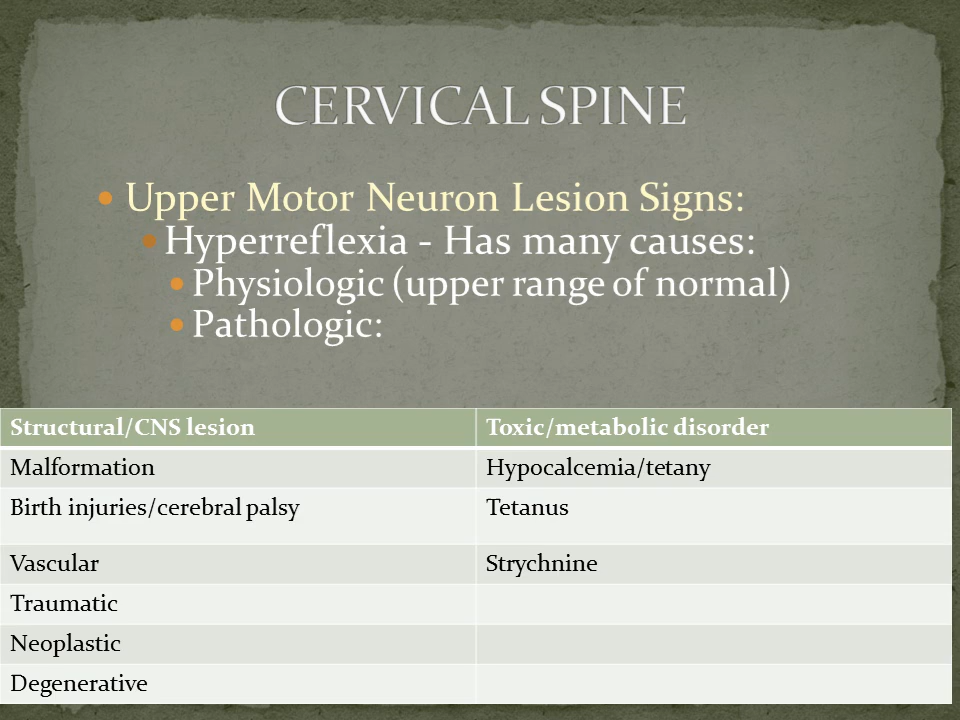 CERVICAL SPINE
Upper Motor Neuron Lesion Signs:
Hyperreflexia - Has many causes:
Physiologic (upper range of normal)
Pathologic:
Structural/CNS lesion Toxic/metabolic disorder
Malformation Hypocalcemia/tetany
Birth injuries/cerebral palsy Tetanus
Vascular Strychnine
Traumatic
Neoplastic
Degenerative